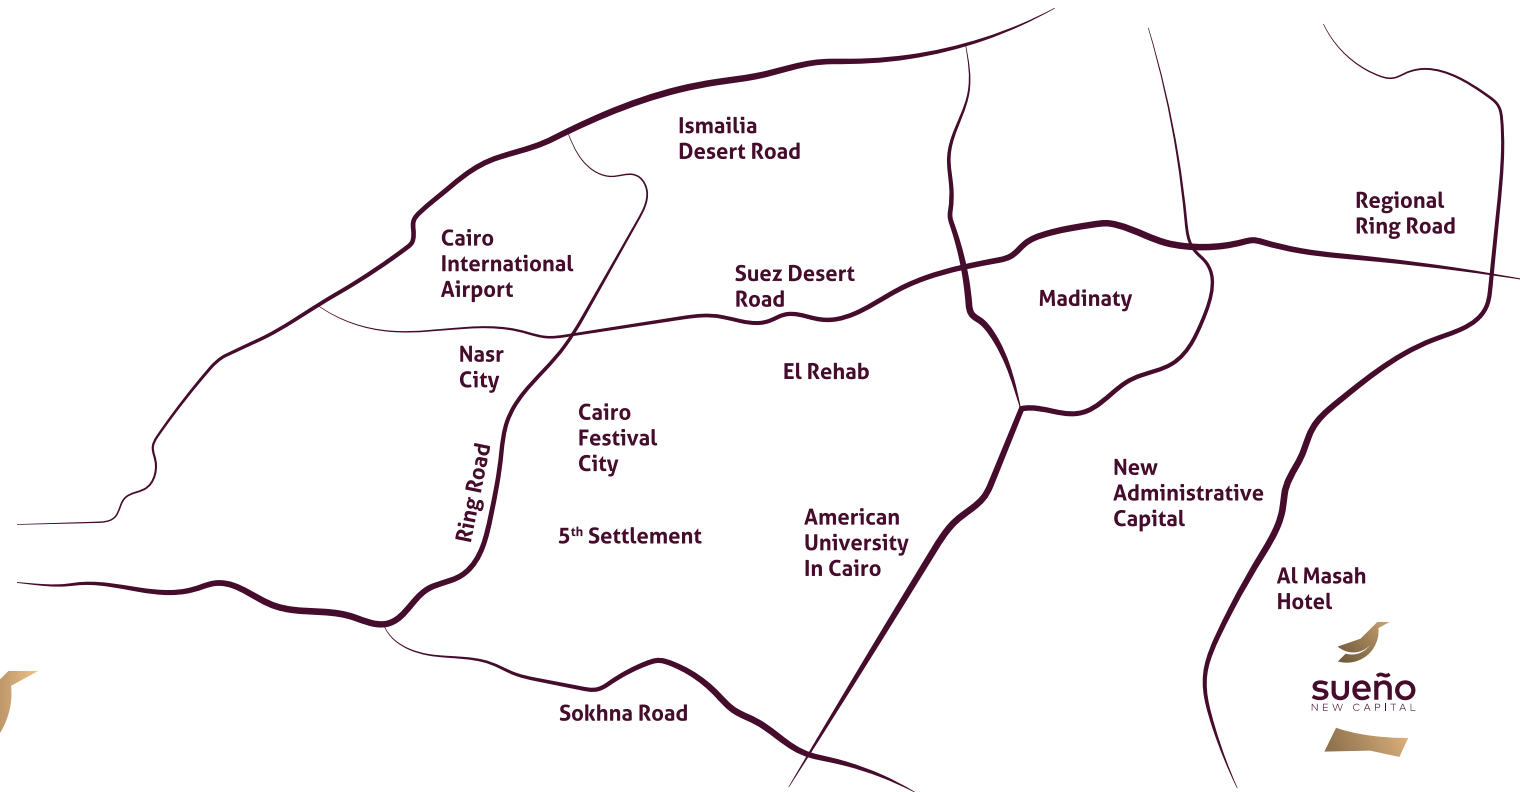 Ismailia
Desert Road
Regional
Ring Road
Cairo
International
Airport
Suez Desert
Road
Madinaty
Nasr
City
El Rehab
Cairo
Festival
City
Ring Road
New
Administrative
Capital
American
University
In Cairo
5th Settlement
Al Masah
Hotel
sueño
NEW CAPITAL
Sokhna Road